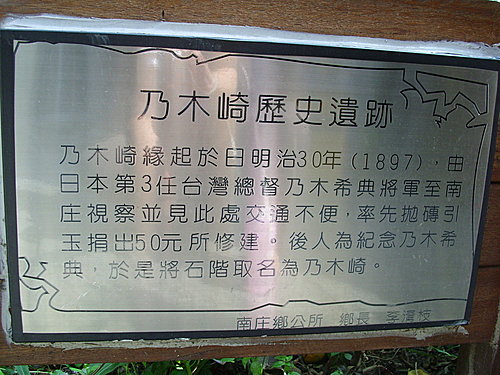 乃木崎歷史遺跡
乃木崎緣起於日明治30年(1897)，由
日本第3任台灣總督乃木希典將軍至南
庄視察並見此處交通不便，率先拋磚引
玉捐出50元所修建。後人為紀念乃木希
典，於是將石階取名為乃木崎。
南庄鄉公所 鄉長 李滢枝